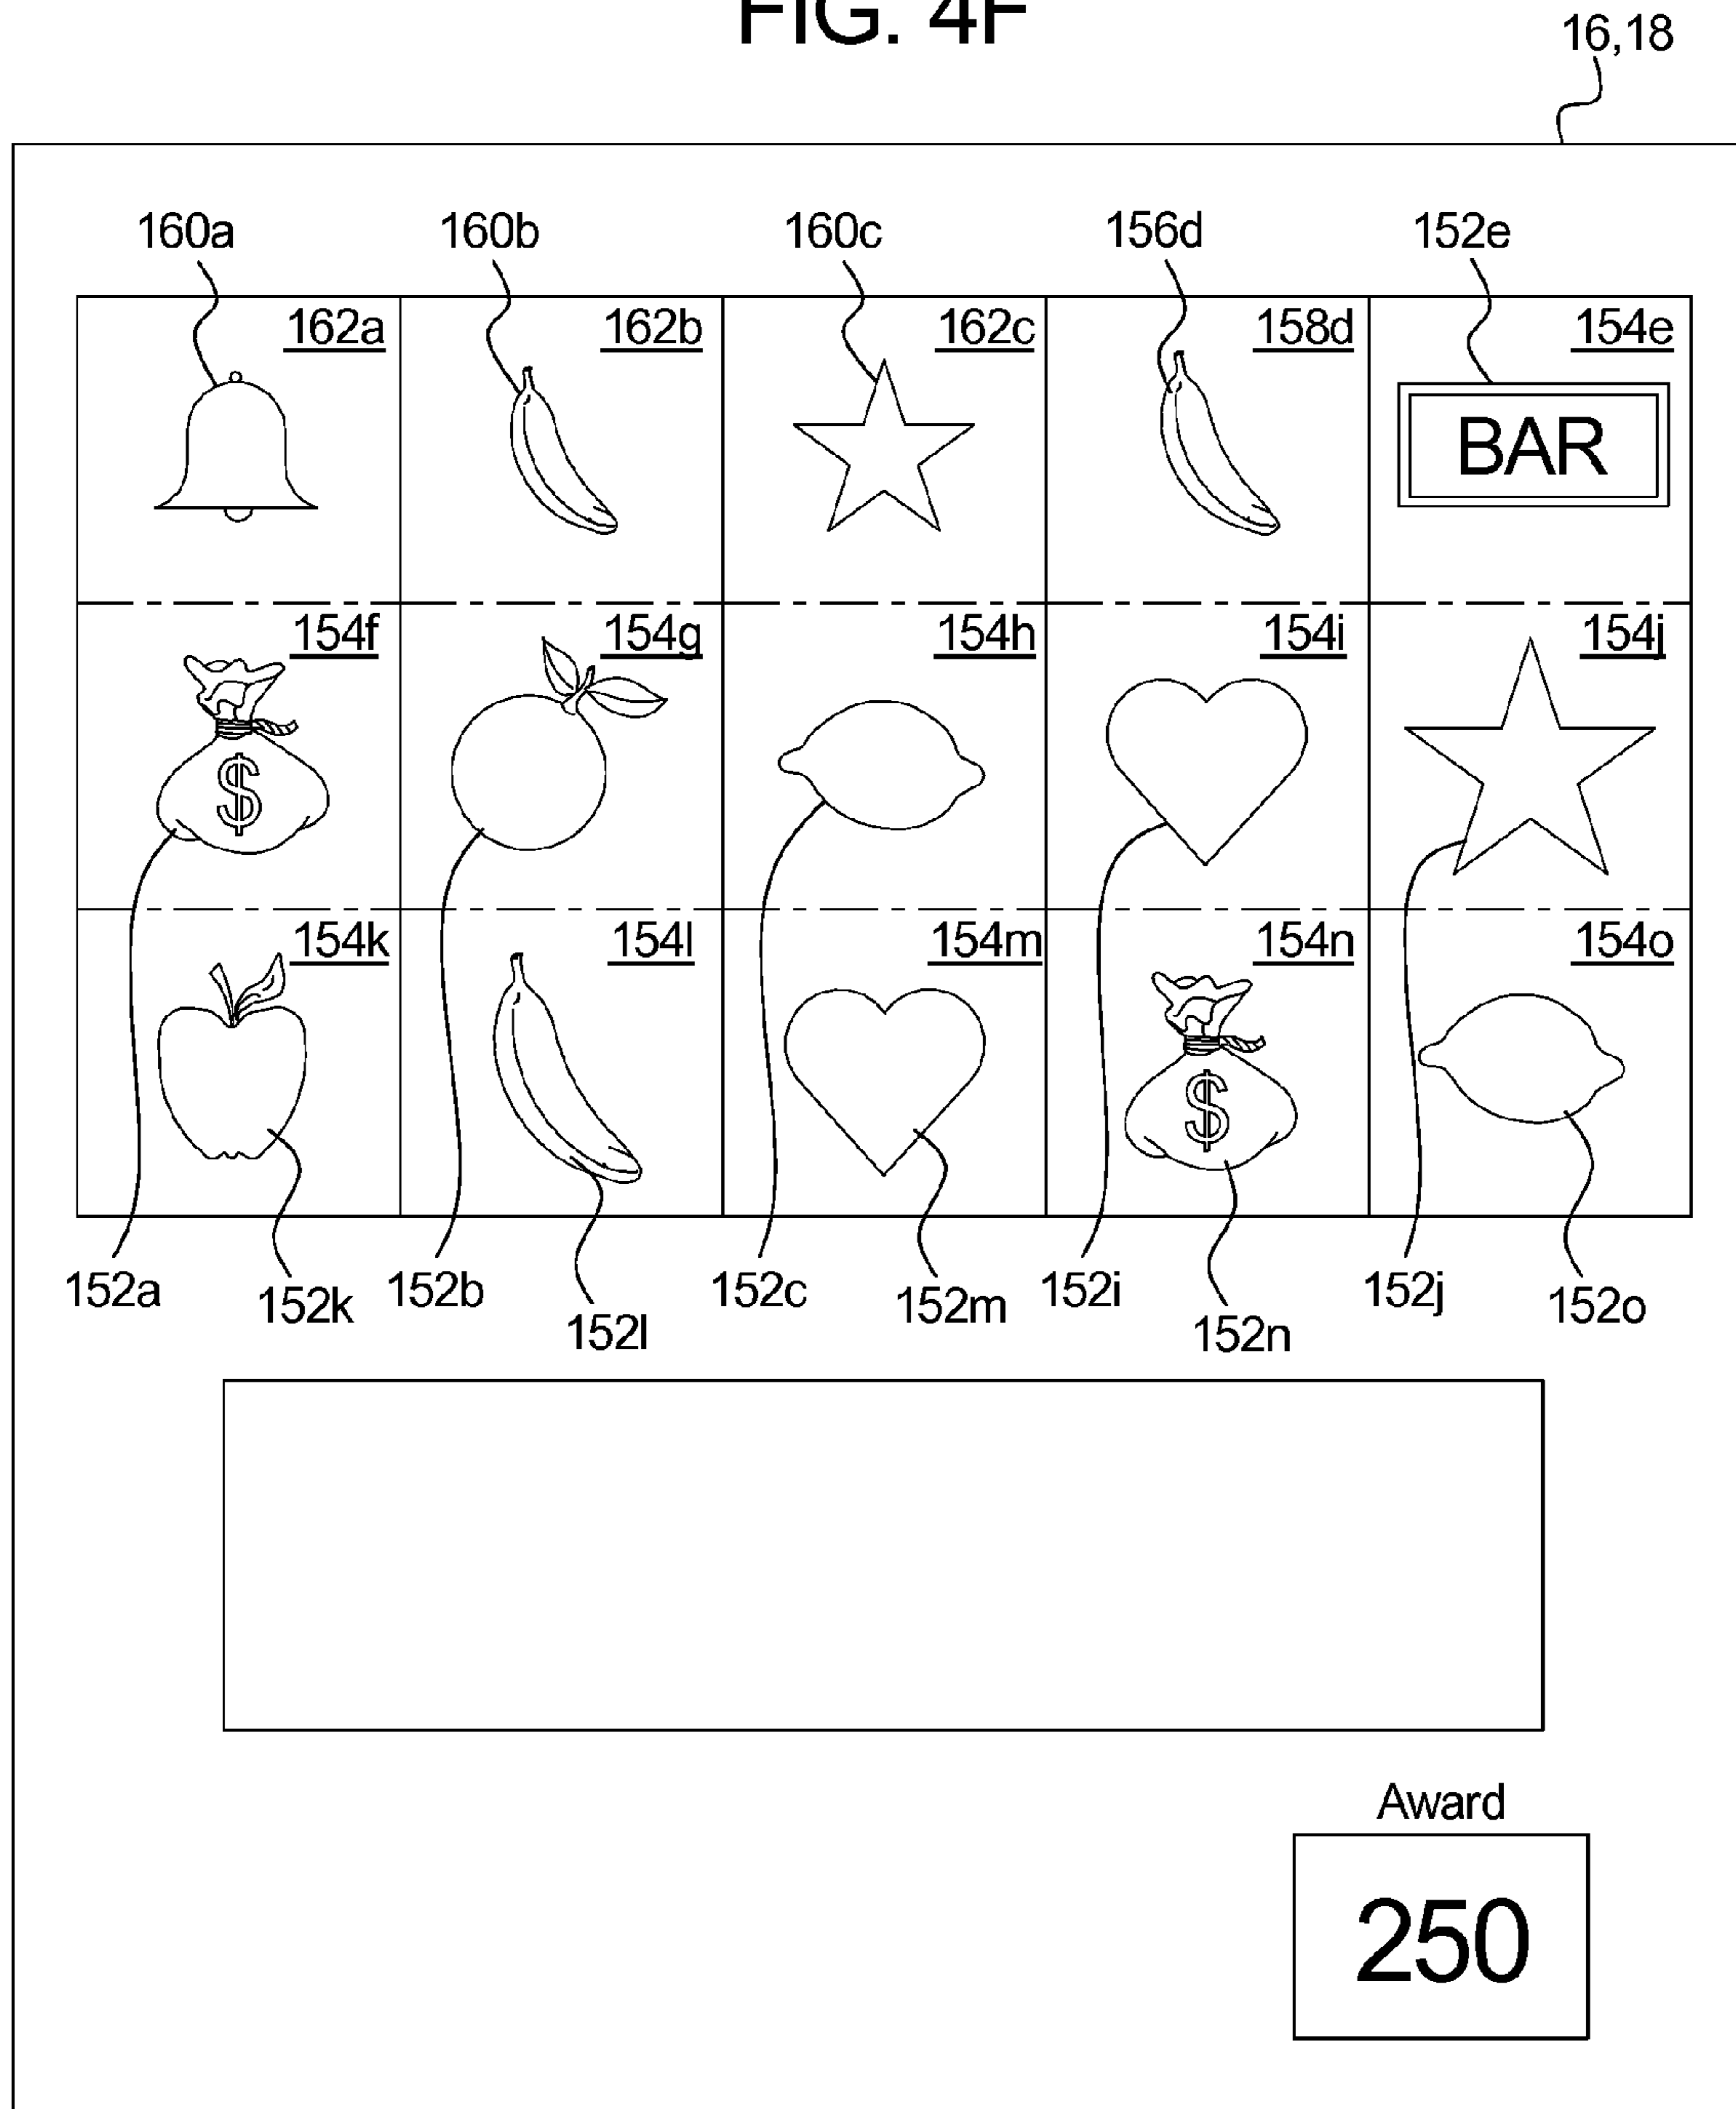 FIG. 4F
16,18
160a 160b 160c 156d 152e
162a 162b 162c 158d 154e
BAR
154f 154g 154h 154i 154j
$
154k 154l 154m 154n 154o
$
152a 152k 152b 152l 152c 152m 152i 152n 152j 152o
Award
250